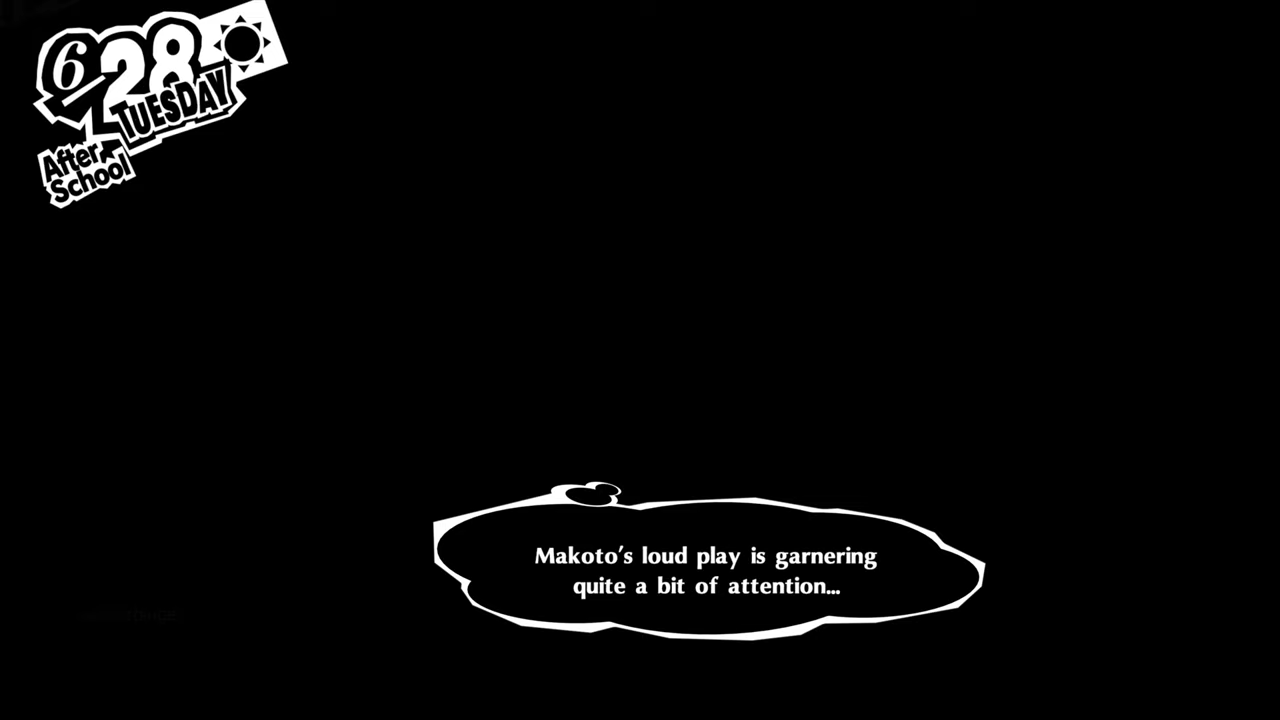 6/28
TUESDAY
After
School
Makoto's loud play is garnering
quite a bit of attention...